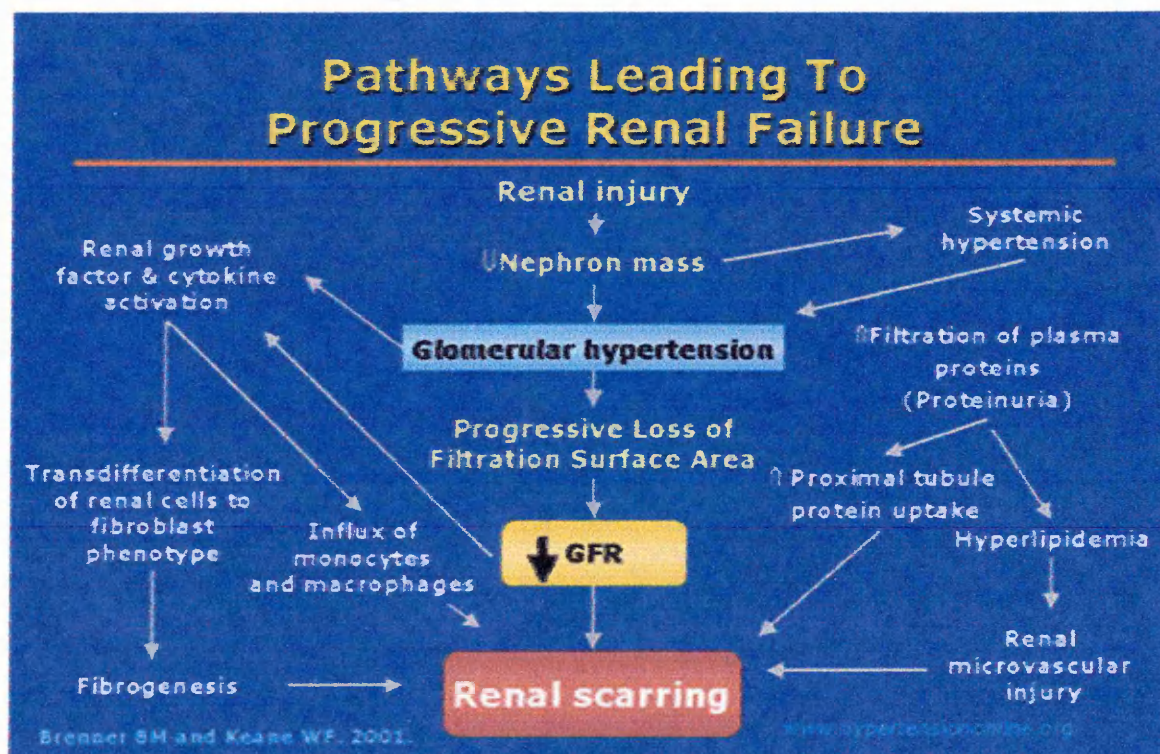 Pathways Leading To
Progressive Renal Failure
Renal injury
⇓Nephron mass
Systemic
hypertension
Renal growth
factor & cytokine
activation
Glomerular hypertension
⇑Filtration of plasma
proteins
(Proteinuria)
Progressive Loss of
Filtration Surface Area
⇑ Proximal tubule
protein uptake
Hyperlipidemia
Transdifferentiation
of renal cells to
fibroblast
phenotype
Influx of
monocytes
and macrophages
↓ GFR
Renal
microvascular
injury
Fibrogenesis
Renal scarring
Brenner BM and Keane WF. 2001.
www.hypertensiononline.org